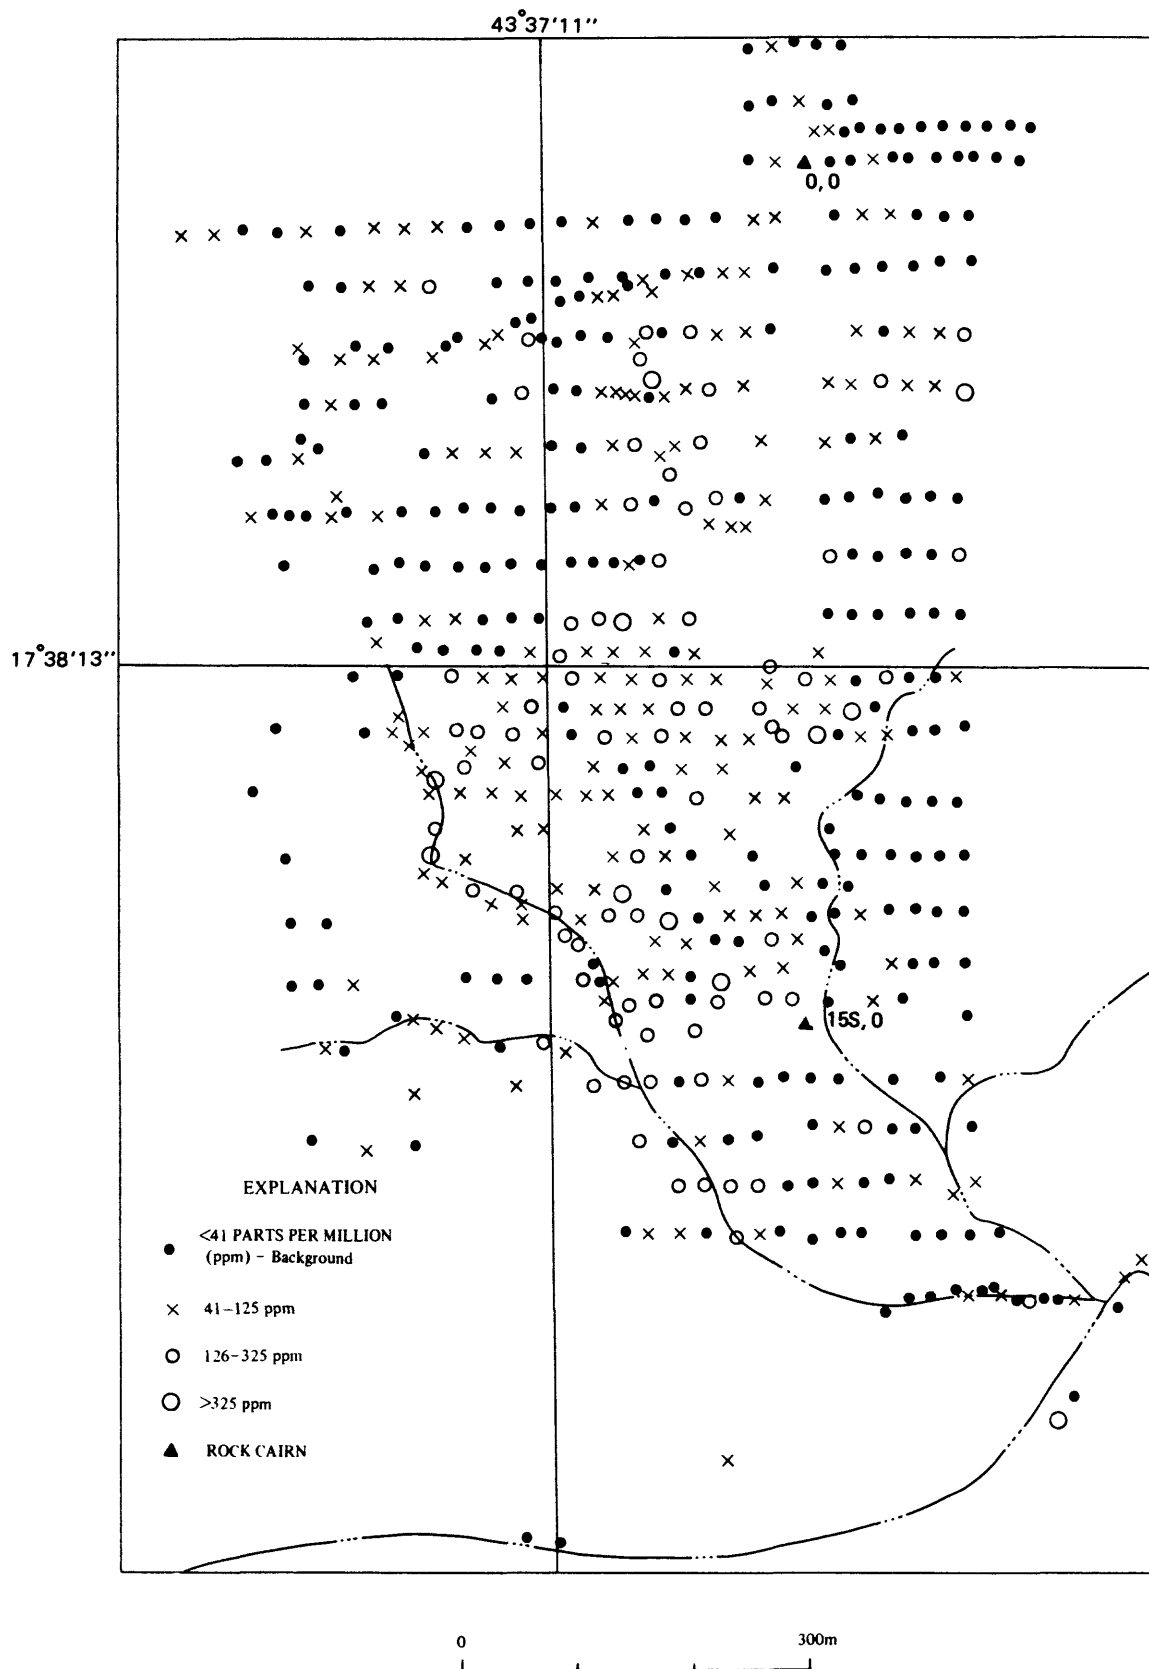 43°37'11''
0,0
17°38'13''
15S,0
EXPLANATION
<41 PARTS PER MILLION
(ppm) – Background
41–125 ppm
126–325 ppm
>325 ppm
ROCK CAIRN
0 300m